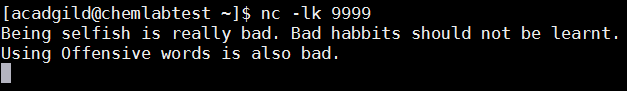 [acadgild@chemlabtest ~]$ nc -lk 9999
Being selfish is really bad. Bad habbits should not be learnt.
Using Offensive words is also bad.